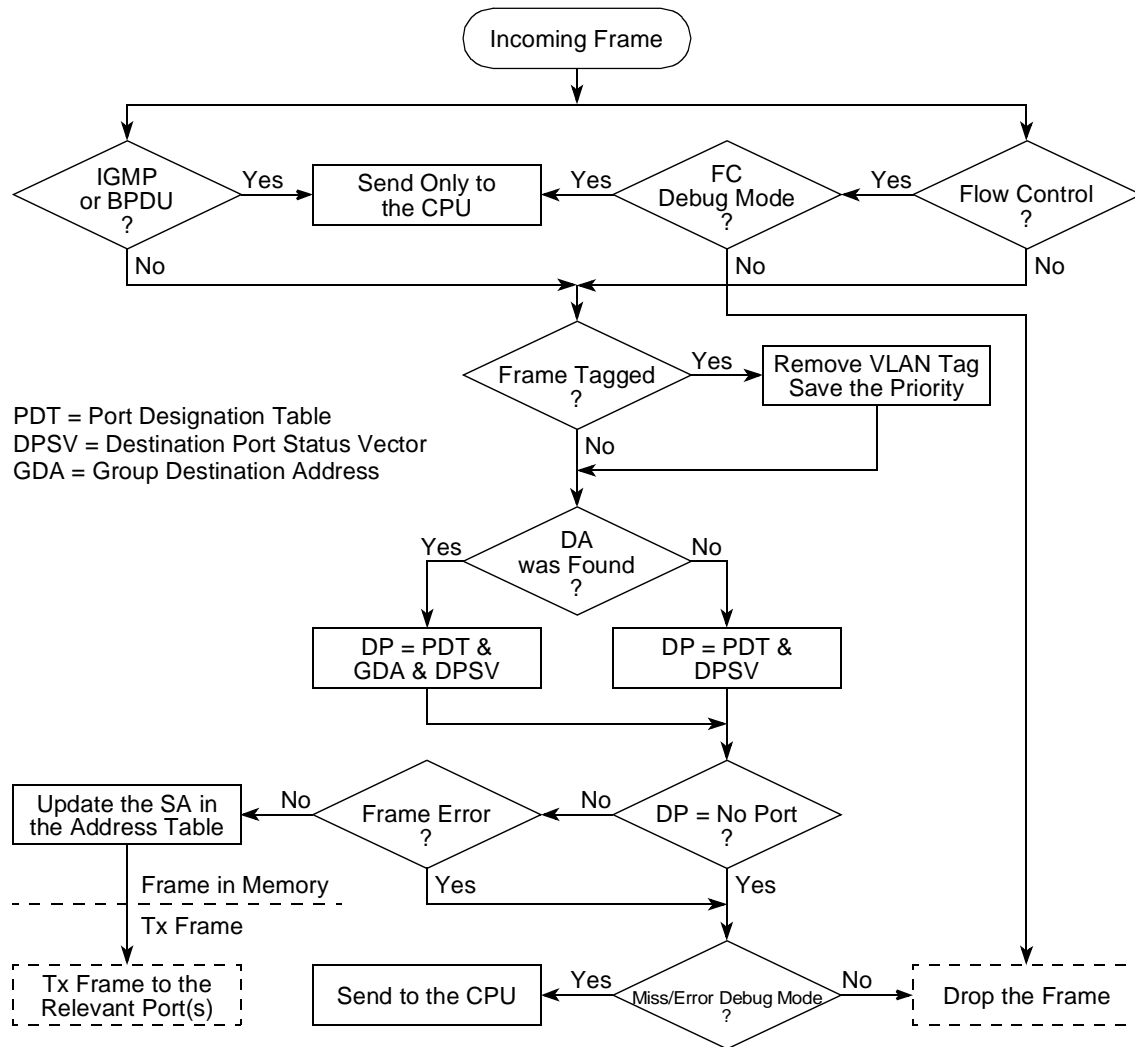 Incoming Frame
IGMP
or BPDU
?
Yes
Send Only to
the CPU
Yes
FC
Debug Mode
?
Yes
Flow Control
?
No
No
No
Frame Tagged
?
Yes
Remove VLAN Tag
Save the Priority
PDT = Port Designation Table
DPSV = Destination Port Status Vector
GDA = Group Destination Address
No
Yes
DA
was Found
?
No
DP = PDT &
GDA & DPSV
DP = PDT &
DPSV
Update the SA in
the Address Table
No
Frame Error
?
No
DP = No Port
?
Frame in Memory
Yes
Yes
Tx Frame
Tx Frame to the
Relevant Port(s)
Send to the CPU
Yes
Miss/Error Debug Mode
?
No
Drop the Frame